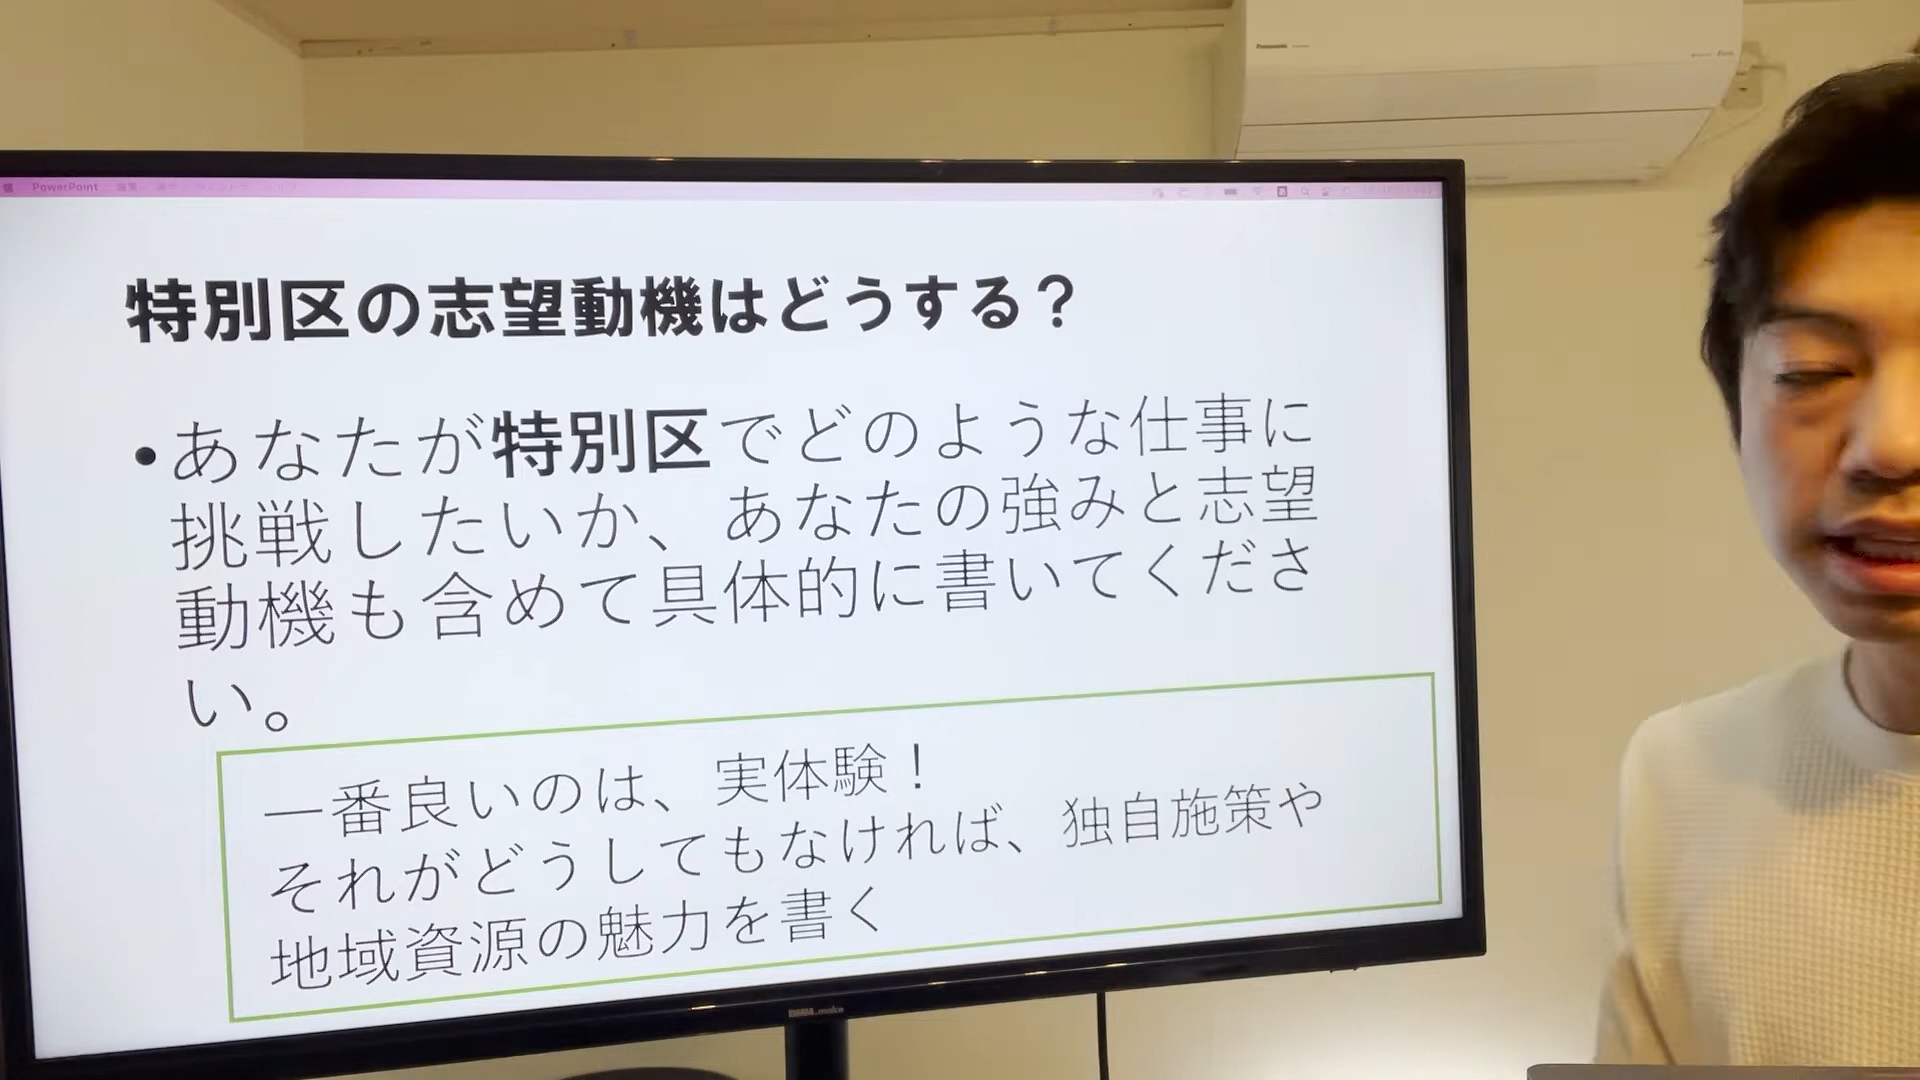 PowerPoint
特別区の志望動機はどうする？
•あなたが特別区でどのような仕事に
挑戦したいか、あなたの強みと志望
動機も含めて具体的に書いてくださ
い。
一番良いのは、実体験！
それがどうしてもなければ、独自施策や
地域資源の魅力を書く
Panasonic
DMM.make